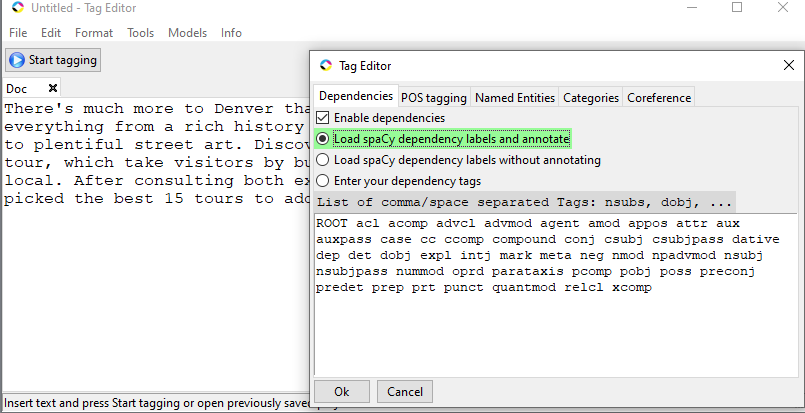 Untitled - Tag Editor
File Edit Format Tools Models Info
Start tagging
Doc
There's much more to Denver tha
everything from a rich history
to plentiful street art. Discov
tour, which take visitors by bu
local. After consulting both ex
picked the best 15 tours to add
Insert text and press Start tagging or open previously saved
Tag Editor
Dependencies POS tagging Named Entities Categories Coreference
Enable dependencies
Load spaCy dependency labels and annotate
Load spaCy dependency labels without annotating
Enter your dependency tags
List of comma/space separated Tags: nsubs, dobj, ...
ROOT acl acomp advcl advmod agent amod appos attr aux
auxpass case cc ccomp compound conj csubj csubjpass dative
dep det dobj expl intj mark meta neg nmod npadvmod nsubj
nsubjpass nummod oprd parataxis pcomp pobj poss preconj
predet prep prt punct quantmod relcl xcomp
Ok Cancel